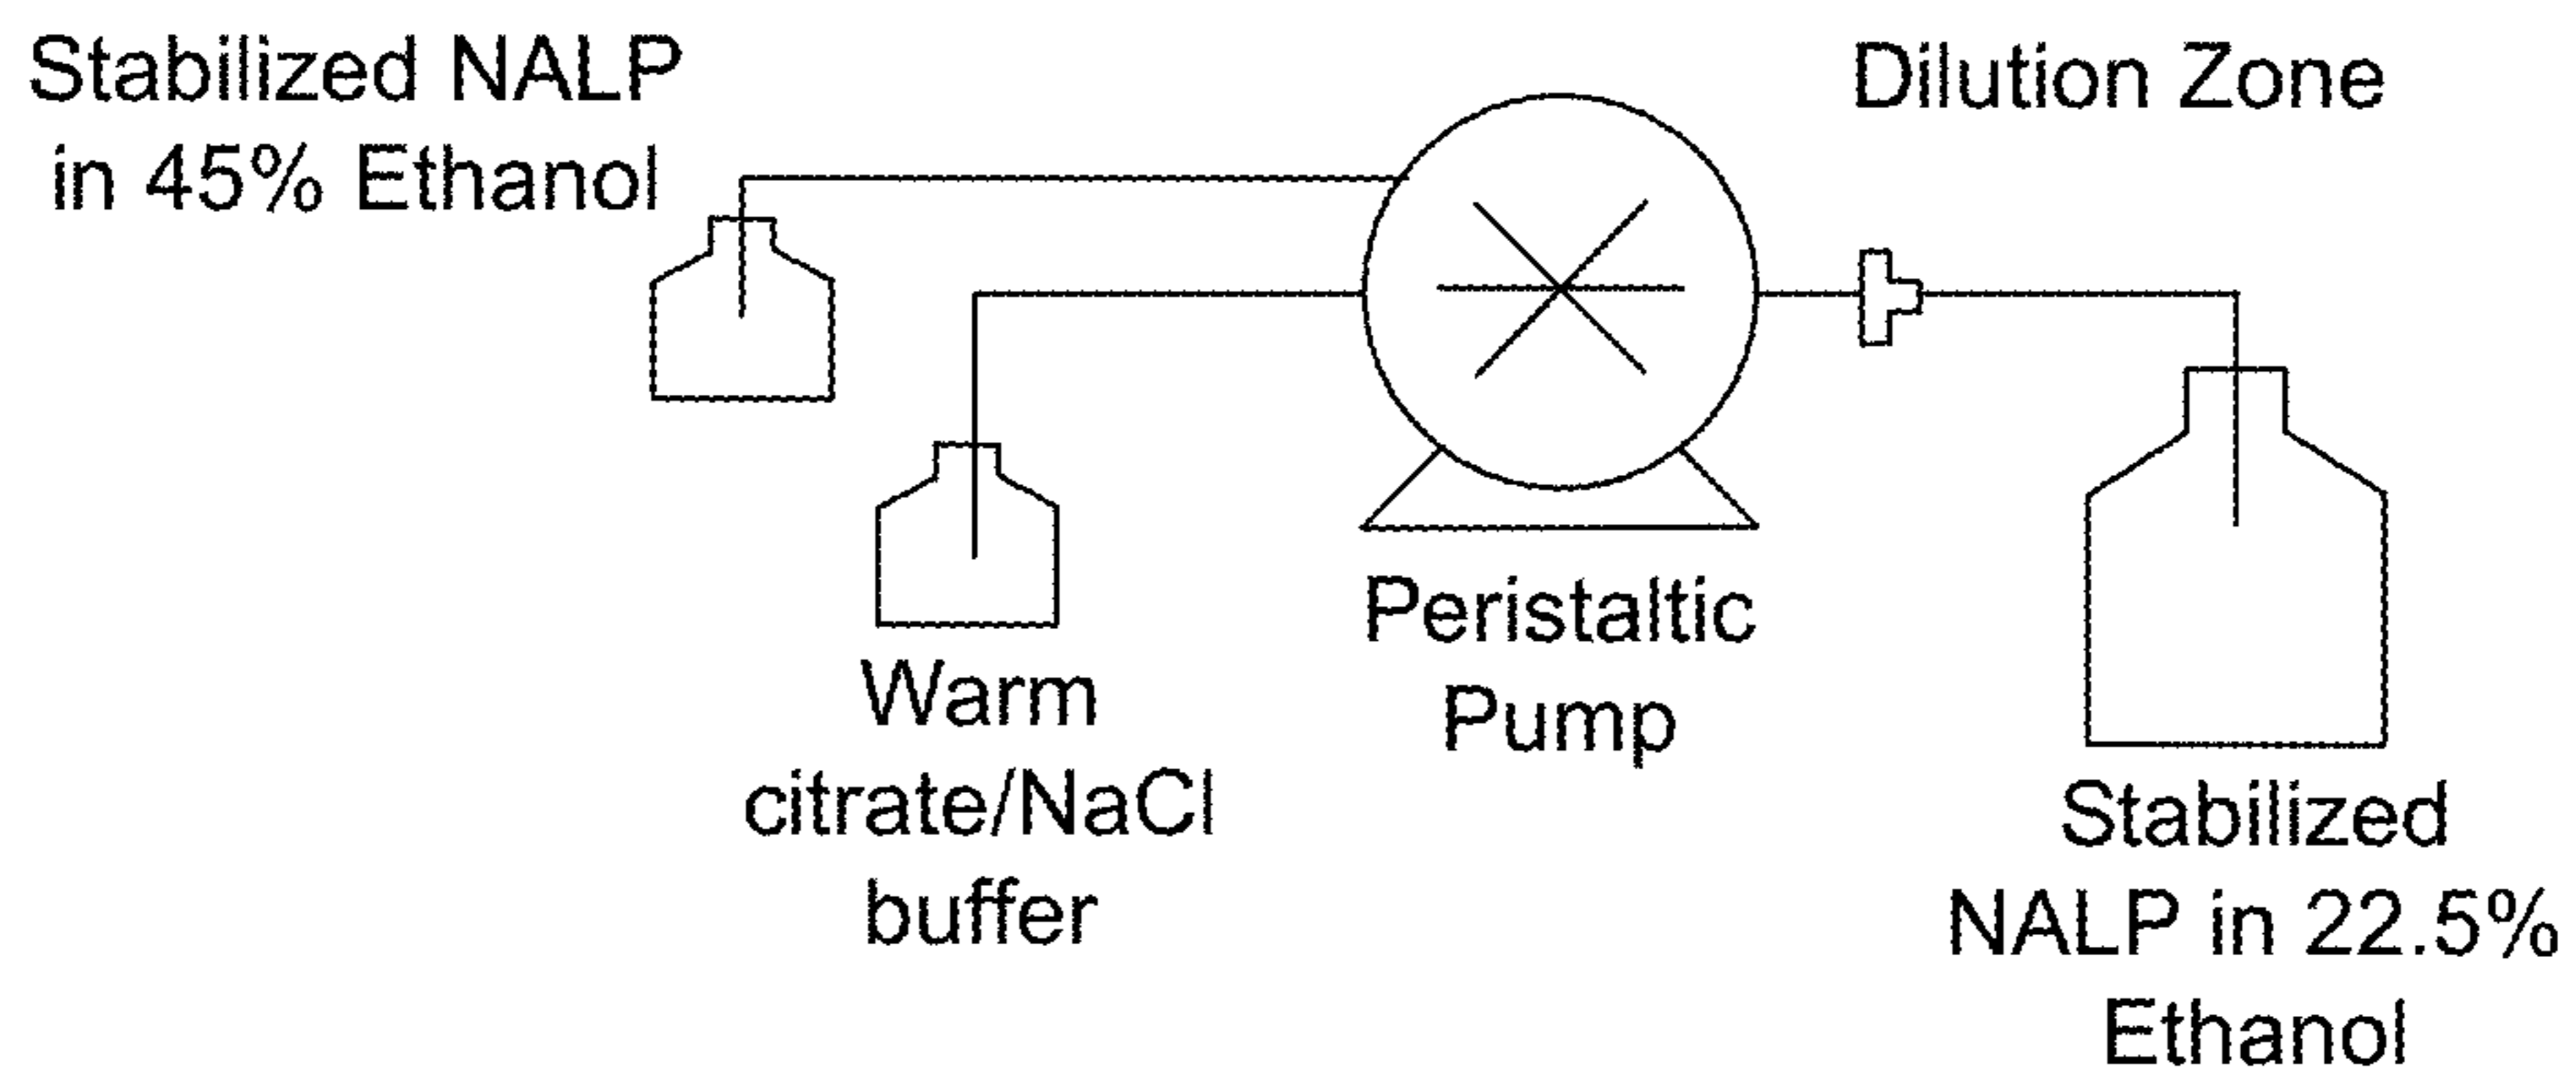 Stabilized NALP
in 45% Ethanol
Dilution Zone
Warm
citrate/NaCl
buffer
Peristaltic
Pump
Stabilized
NALP in 22.5%
Ethanol